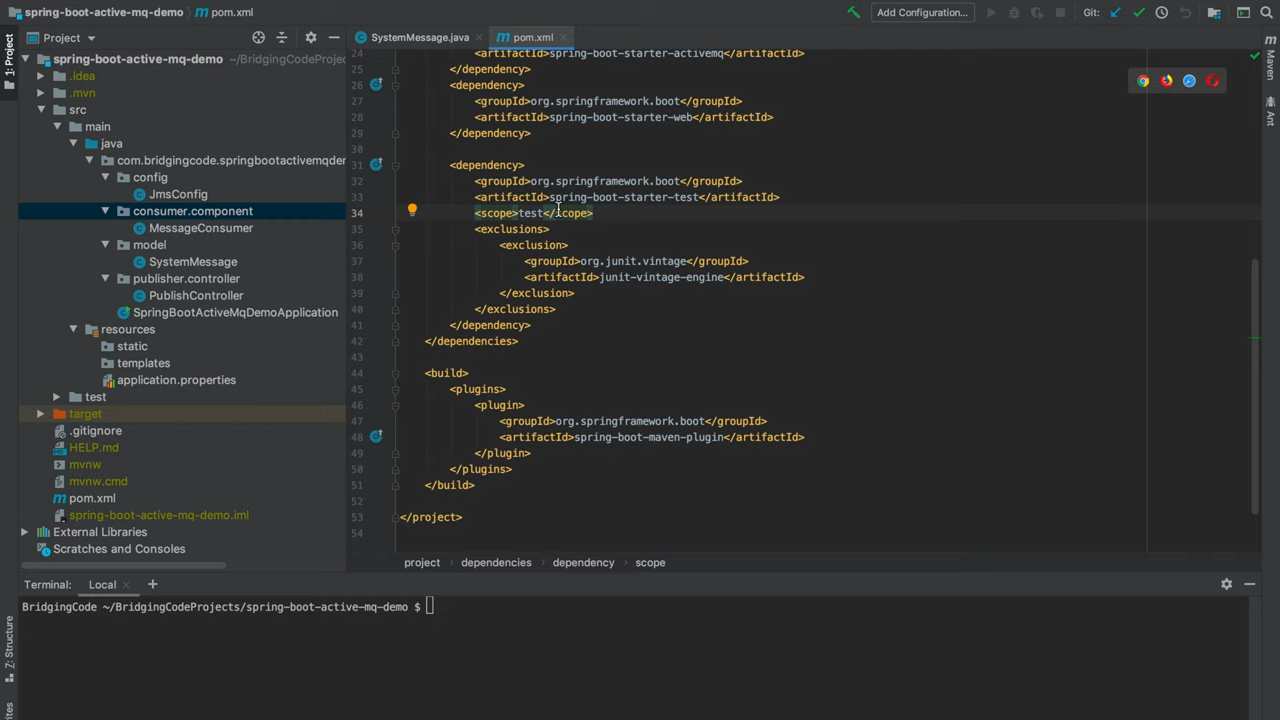 spring-boot-active-mq-demo
pom.xml
Add Configuration...
Git:
1: Project
Project
SystemMessage.java
pom.xml
Maven
Ant
spring-boot-active-mq-demo ~/BridgingCodeProject
.idea
.mvn
src
main
java
com.bridgingcode.springbootactivemqdem
config
JmsConfig
consumer.component
MessageConsumer
model
SystemMessage
publisher.controller
PublishController
SpringBootActiveMqDemoApplication
resources
static
templates
application.properties
test
target
.gitignore
HELP.md
mvnw
mvnw.cmd
pom.xml
spring-boot-active-mq-demo.iml
External Libraries
Scratches and Consoles
24 <artifactId>spring-boot-starter-activemq</artifactId>
25 </dependency>
26 <dependency>
27 <groupId>org.springframework.boot</groupId>
28 <artifactId>spring-boot-starter-web</artifactId>
29 </dependency>
30
31 <dependency>
32 <groupId>org.springframework.boot</groupId>
33 <artifactId>spring-boot-starter-test</artifactId>
34 <scope>test</scope>
35 <exclusions>
36 <exclusion>
37 <groupId>org.junit.vintage</groupId>
38 <artifactId>junit-vintage-engine</artifactId>
39 </exclusion>
40 </exclusions>
41 </dependency>
42 </dependencies>
43
44 <build>
45 <plugins>
46 <plugin>
47 <groupId>org.springframework.boot</groupId>
48 <artifactId>spring-boot-maven-plugin</artifactId>
49 </plugin>
50 </plugins>
51 </build>
52
53 </project>
54
project dependencies dependency scope
Terminal: Local
BridgingCode ~/BridgingCodeProjects/spring-boot-active-mq-demo $
Z: Structure